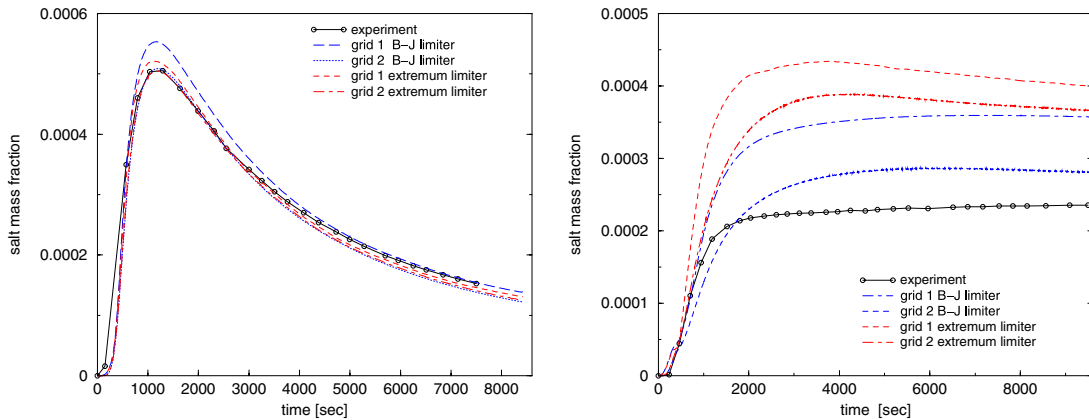 0.0006
0.0004
0.0002
0
salt mass fraction
0 1000 2000 3000 4000 5000 6000 7000 8000
time [sec]
experiment
grid 1 B-J limiter
grid 2 B-J limiter
grid 1 extremum limiter
grid 2 extremum limiter
0.0005
0.0004
0.0003
0.0002
0.0001
0
salt mass fraction
0 2000 4000 6000 8000
time [sec]
experiment
grid 1 B-J limiter
grid 2 B-J limiter
grid 1 extremum limiter
grid 2 extremum limiter